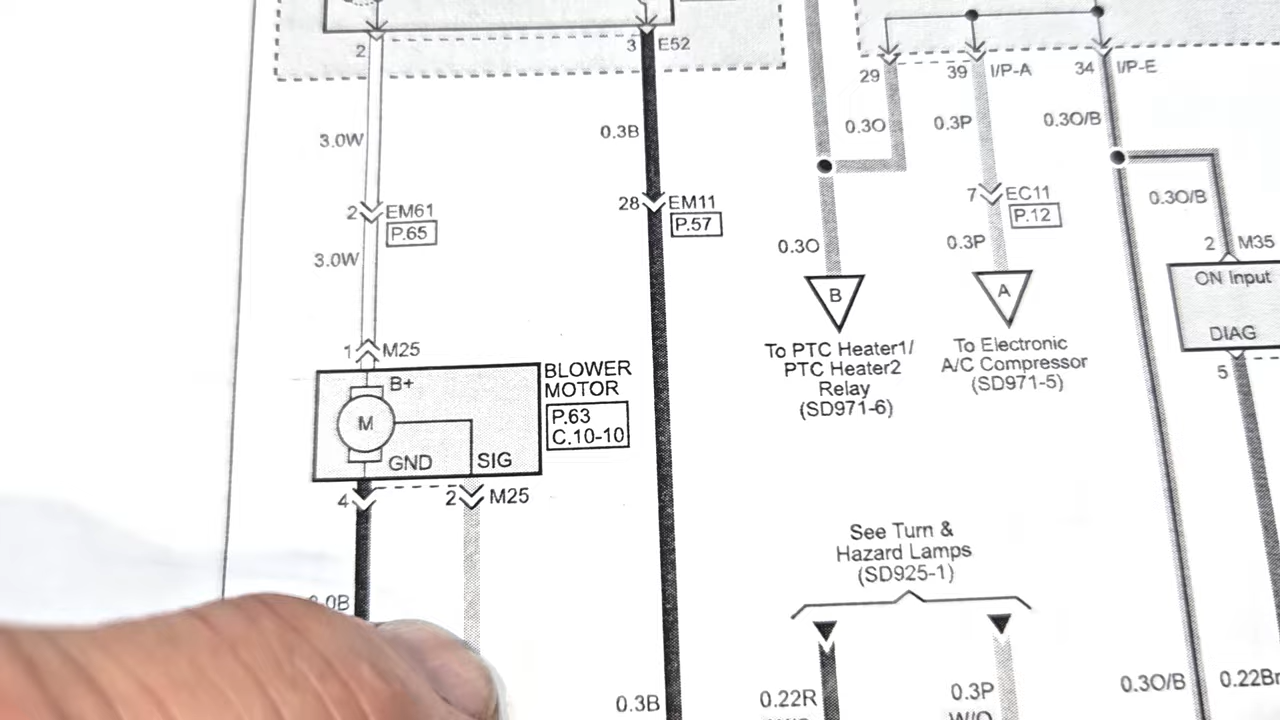 2
3
E52
29
39
I/P-A
34
I/P-E
3.0W
0.3B
0.3O
0.3P
0.3O/B
2
EM61
P.65
28
EM11
P.57
7
EC11
P.12
0.3O/B
3.0W
0.3O
0.3P
2
M35
ON Input
DIAG
5
B
A
To PTC Heater1/
PTC Heater2
Relay
(SD971-6)
To Electronic
A/C Compressor
(SD971-5)
1
M25
B+
M
GND
SIG
BLOWER
MOTOR
P.63
C.10-10
4
2
M25
See Turn &
Hazard Lamps
(SD925-1)
0.3B
0.22R
0.3P
0.3O/B